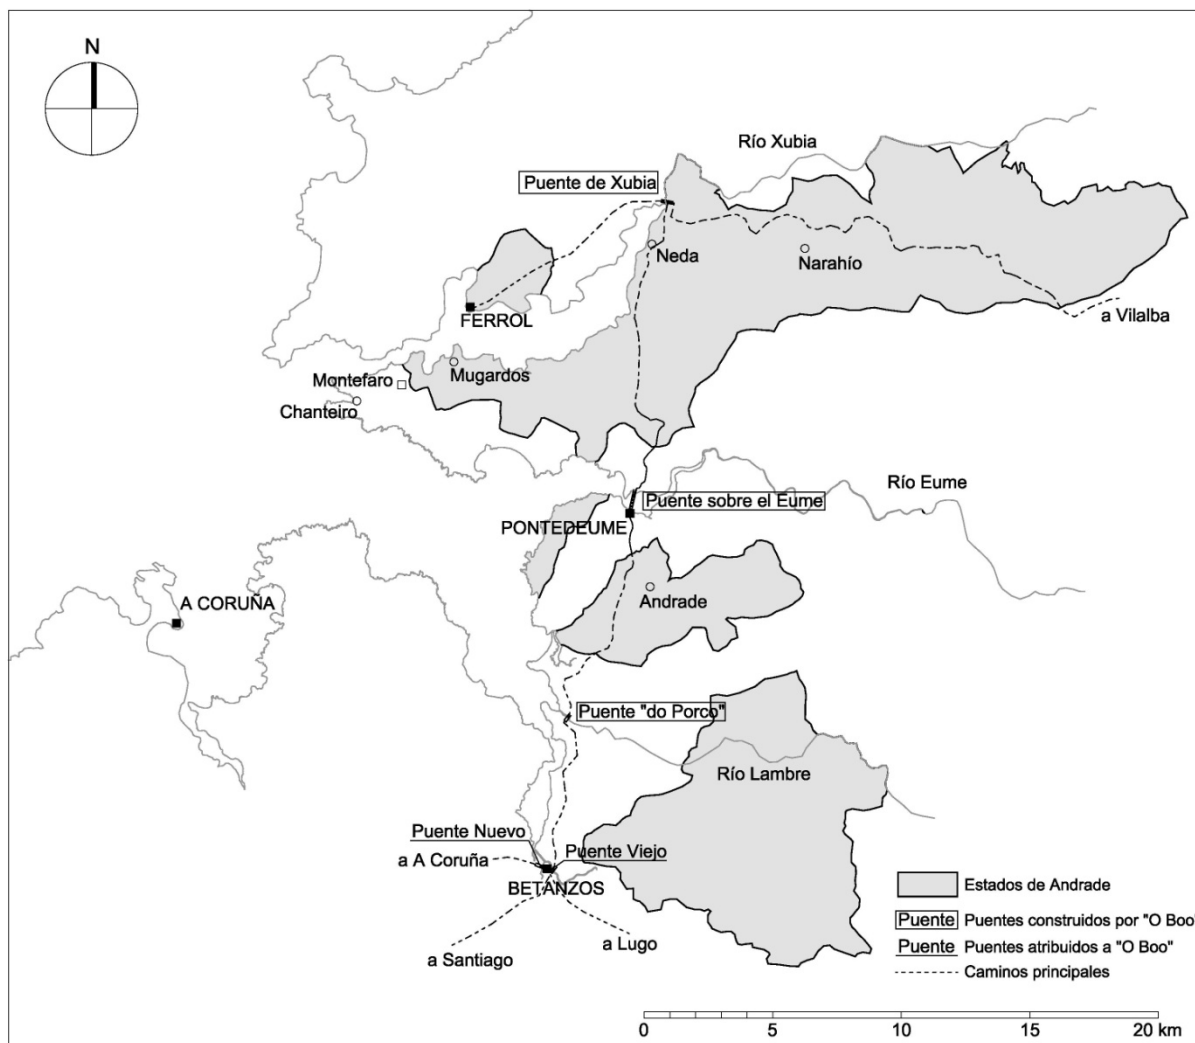 N
Río Xubia
Puente de Xubia
Neda
Narahío
FERROL
a Vilalba
Mugardos
Montefaro
Chanteiro
Río Eume
Puente sobre el Eume
PONTEDEUME
A CORUÑA
Andrade
Puente "do Porco"
Río Lambre
Puente Nuevo
Puente Viejo
a A Coruña
BETANZOS
a Lugo
a Santiago
Estados de Andrade
Puente Puentes construidos por "O Boo"
Puente Puentes atribuidos a "O Boo"
Caminos principales
0 5 10 15 20 km